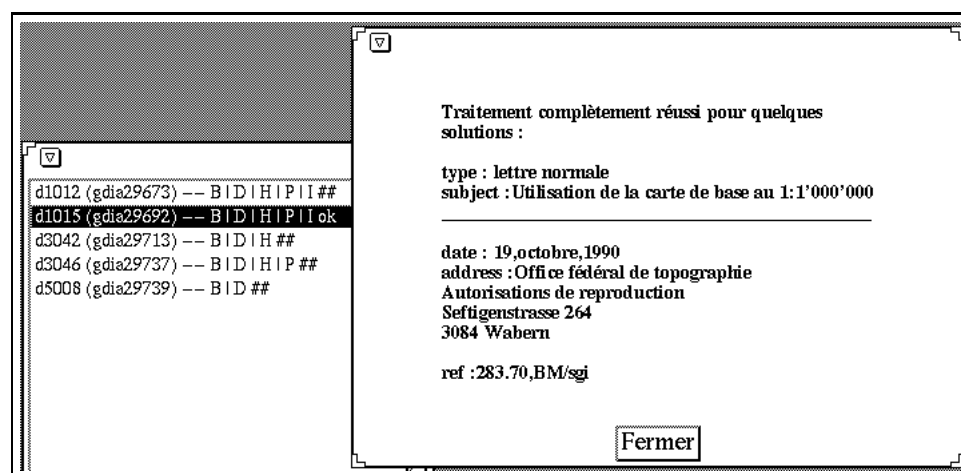 d1012 (gdia29673) -- B|D|H|P|I ##
d1015 (gdia29692) -- B|D|H|P|I ok
d3042 (gdia29713) -- B|D|H ##
d3046 (gdia29737) -- B|D|H|P ##
d5008 (gdia29739) -- B|D ##
Traitement complètement réussi pour quelques
solutions :
type : lettre normale
subject :Utilisation de la carte de base au 1:1'000'000
date : 19,octobre,1990
address :Office fédéral de topographie
Autorisations de reproduction
Seftigenstrasse 264
3084 Wabern
ref :283.70,BM/sgi
Fermer